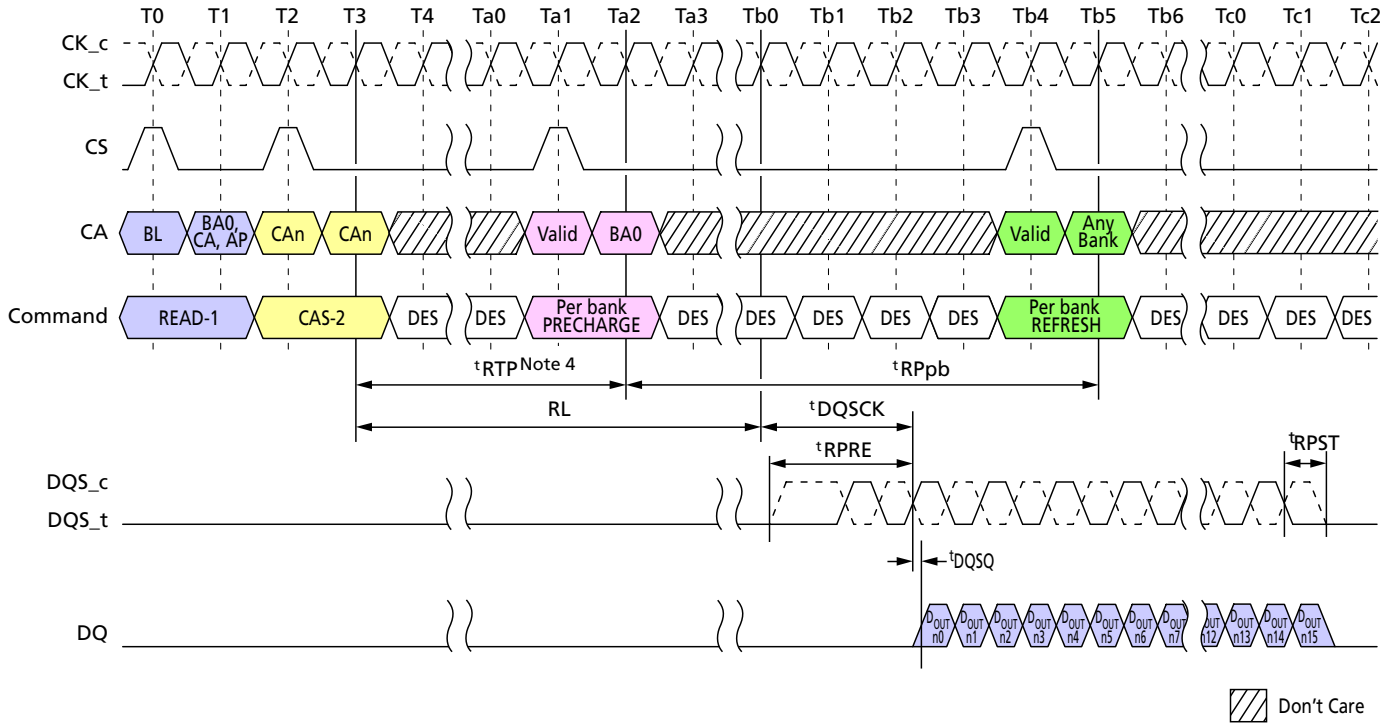 T0 T1 T2 T3 T4 Ta0 Ta1 Ta2 Ta3 Tb0 Tb1 Tb2 Tb3 Tb4 Tb5 Tb6 Tc0 Tc1 Tc2
CK_c
CK_t
CS
CA BL BA0, CA, AP CAn CAn Valid BA0 Valid Any Bank
Command READ-1 CAS-2 DES DES Per bank PRECHARGE DES DES DES DES DES Per bank REFRESH DES DES DES DES
tRTP Note 4 tRPpb
RL tDQSCK
tRPRE tRPST
DQS_c
DQS_t
tDQSQ
DQ DOUT n0 DOUT n1 DOUT n2 DOUT n3 DOUT n4 DOUT n5 DOUT n6 DOUT n7 n12 DOUT n13 DOUT n14 DOUT n15
Don't Care